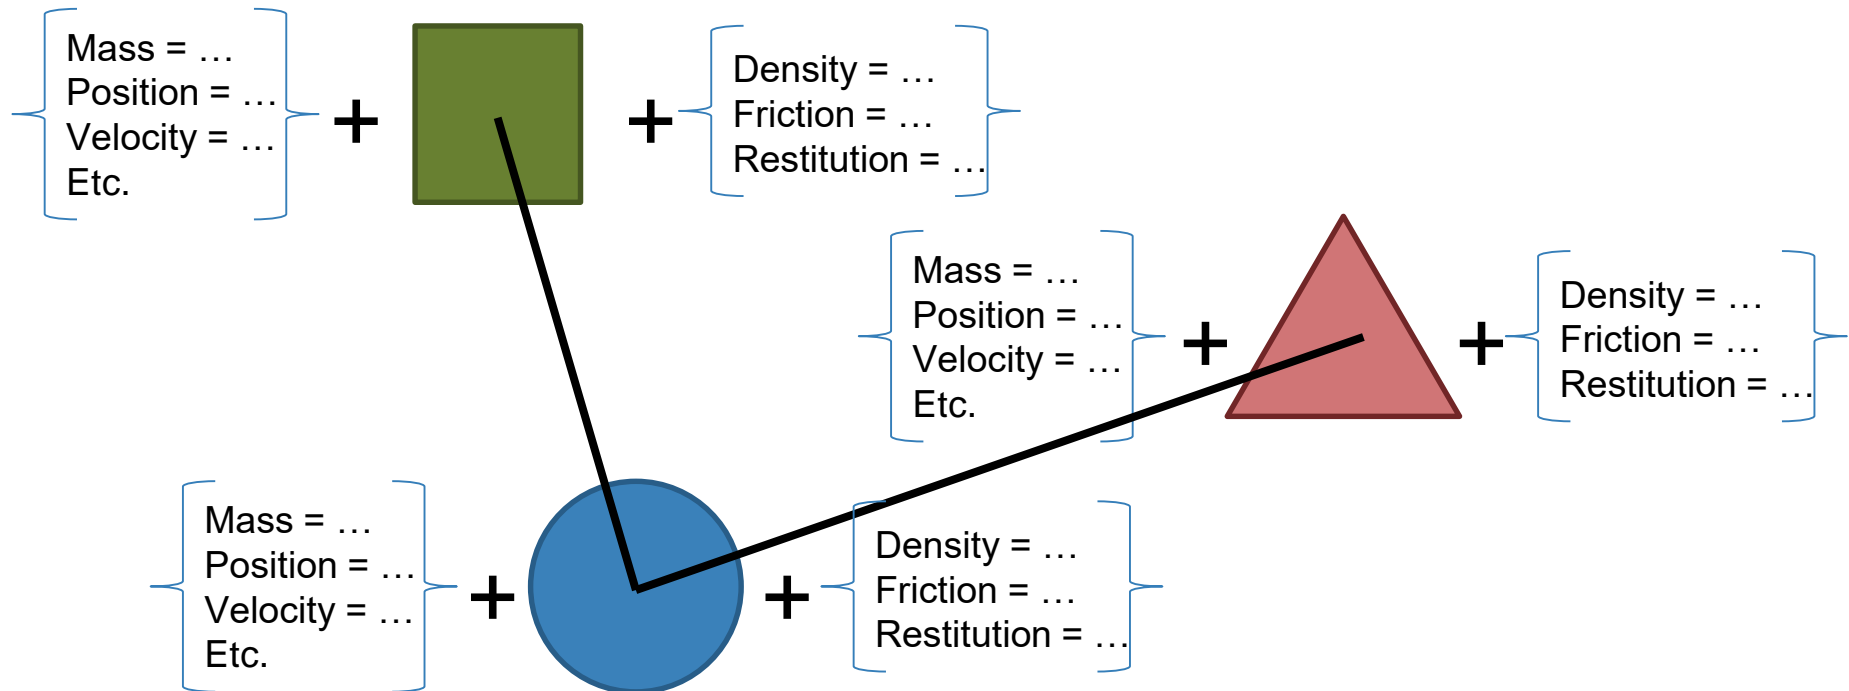 Mass = …
Position = …
Velocity = …
Etc.
+
+
Density = …
Friction = …
Restitution = …
Mass = …
Position = …
Velocity = …
Etc.
+
+
Density = …
Friction = …
Restitution = …
Mass = …
Position = …
Velocity = …
Etc.
+
+
Density = …
Friction = …
Restitution = …